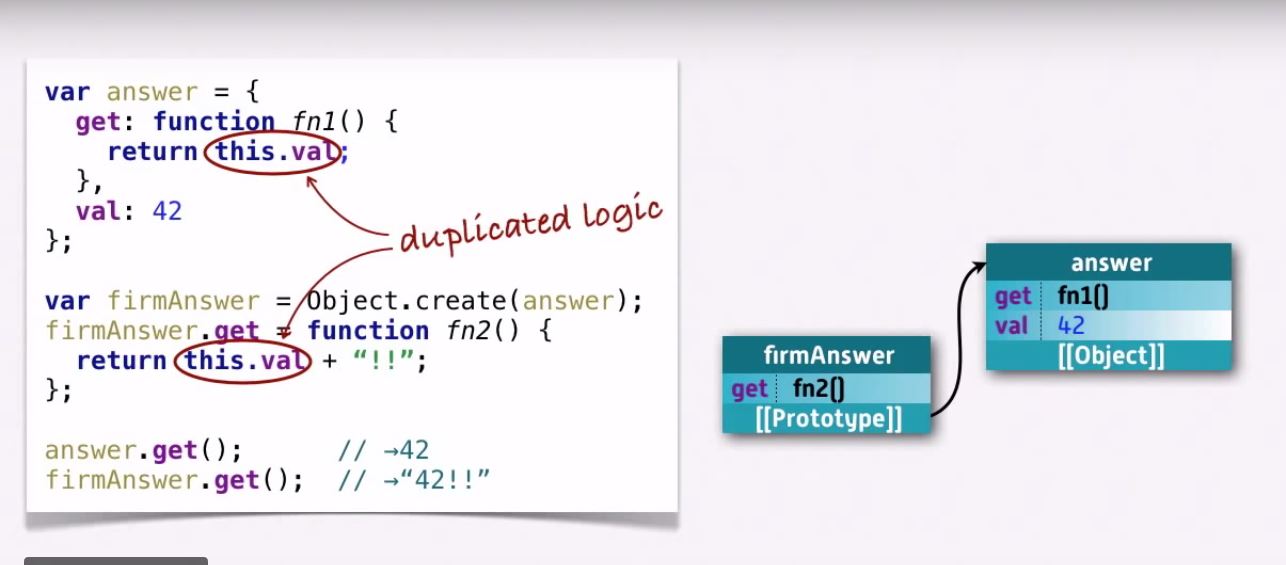 var answer = {
  get: function fn1() {
    return this.val;
  },
  val: 42
};
duplicated logic
var firmAnswer = Object.create(answer);
firmAnswer.get = function fn2() {
  return this.val + “!!”;
};
answer.get();      // →42
firmAnswer.get();  // →“42!!”
answer
get fn1()
val 42
[[Object]]
firmAnswer
get fn2()
[[Prototype]]